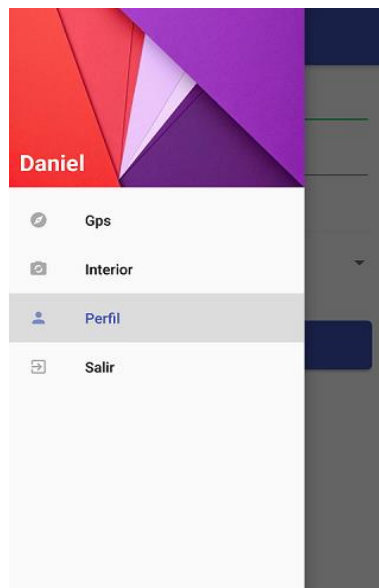 Daniel
Gps
Interior
Perfil
Salir